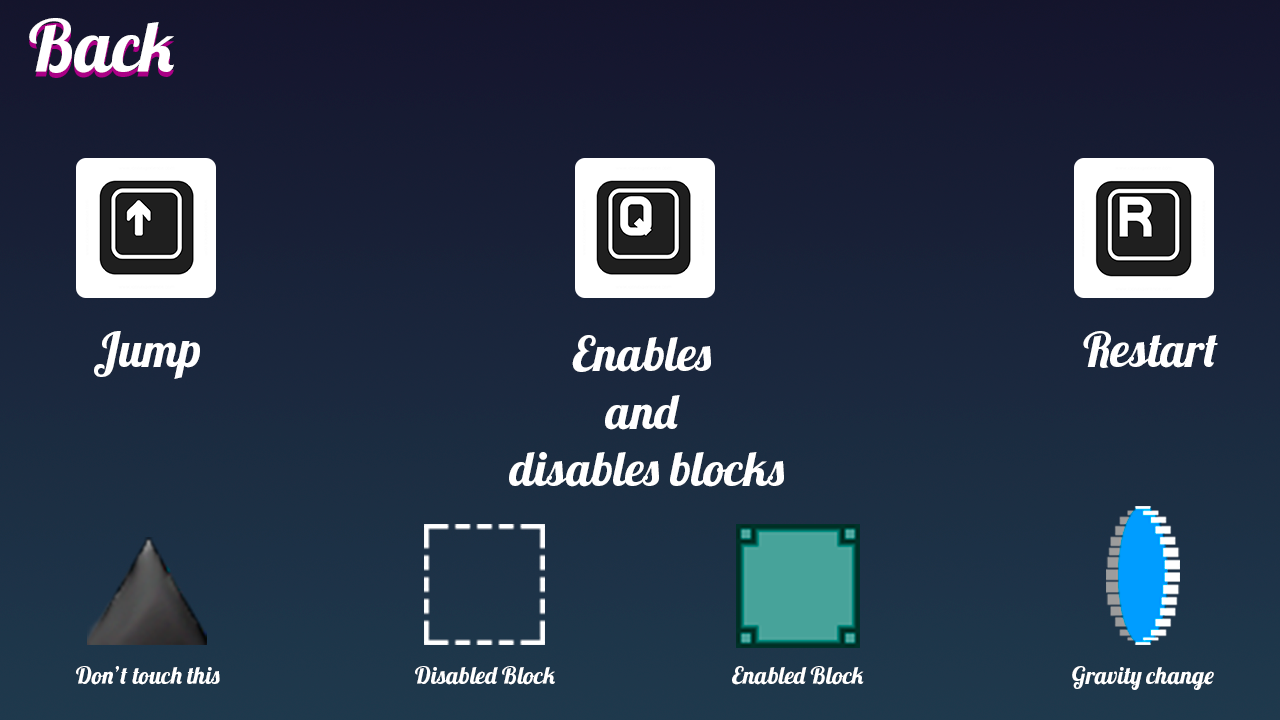 Back
Q
R
Jump
Enables
and
disables blocks
Restart
Don't touch this
Disabled Block
Enabled Block
Gravity change